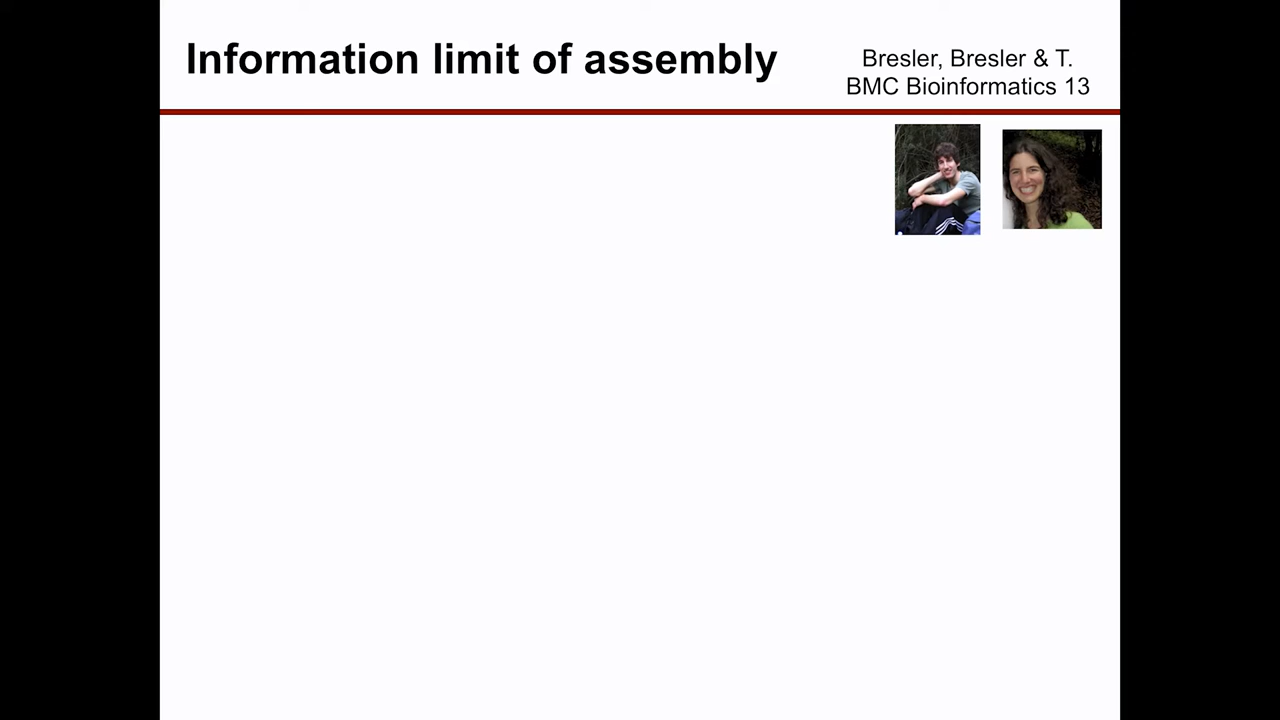 Information limit of assembly
Bresler, Bresler & T.
BMC Bioinformatics 13